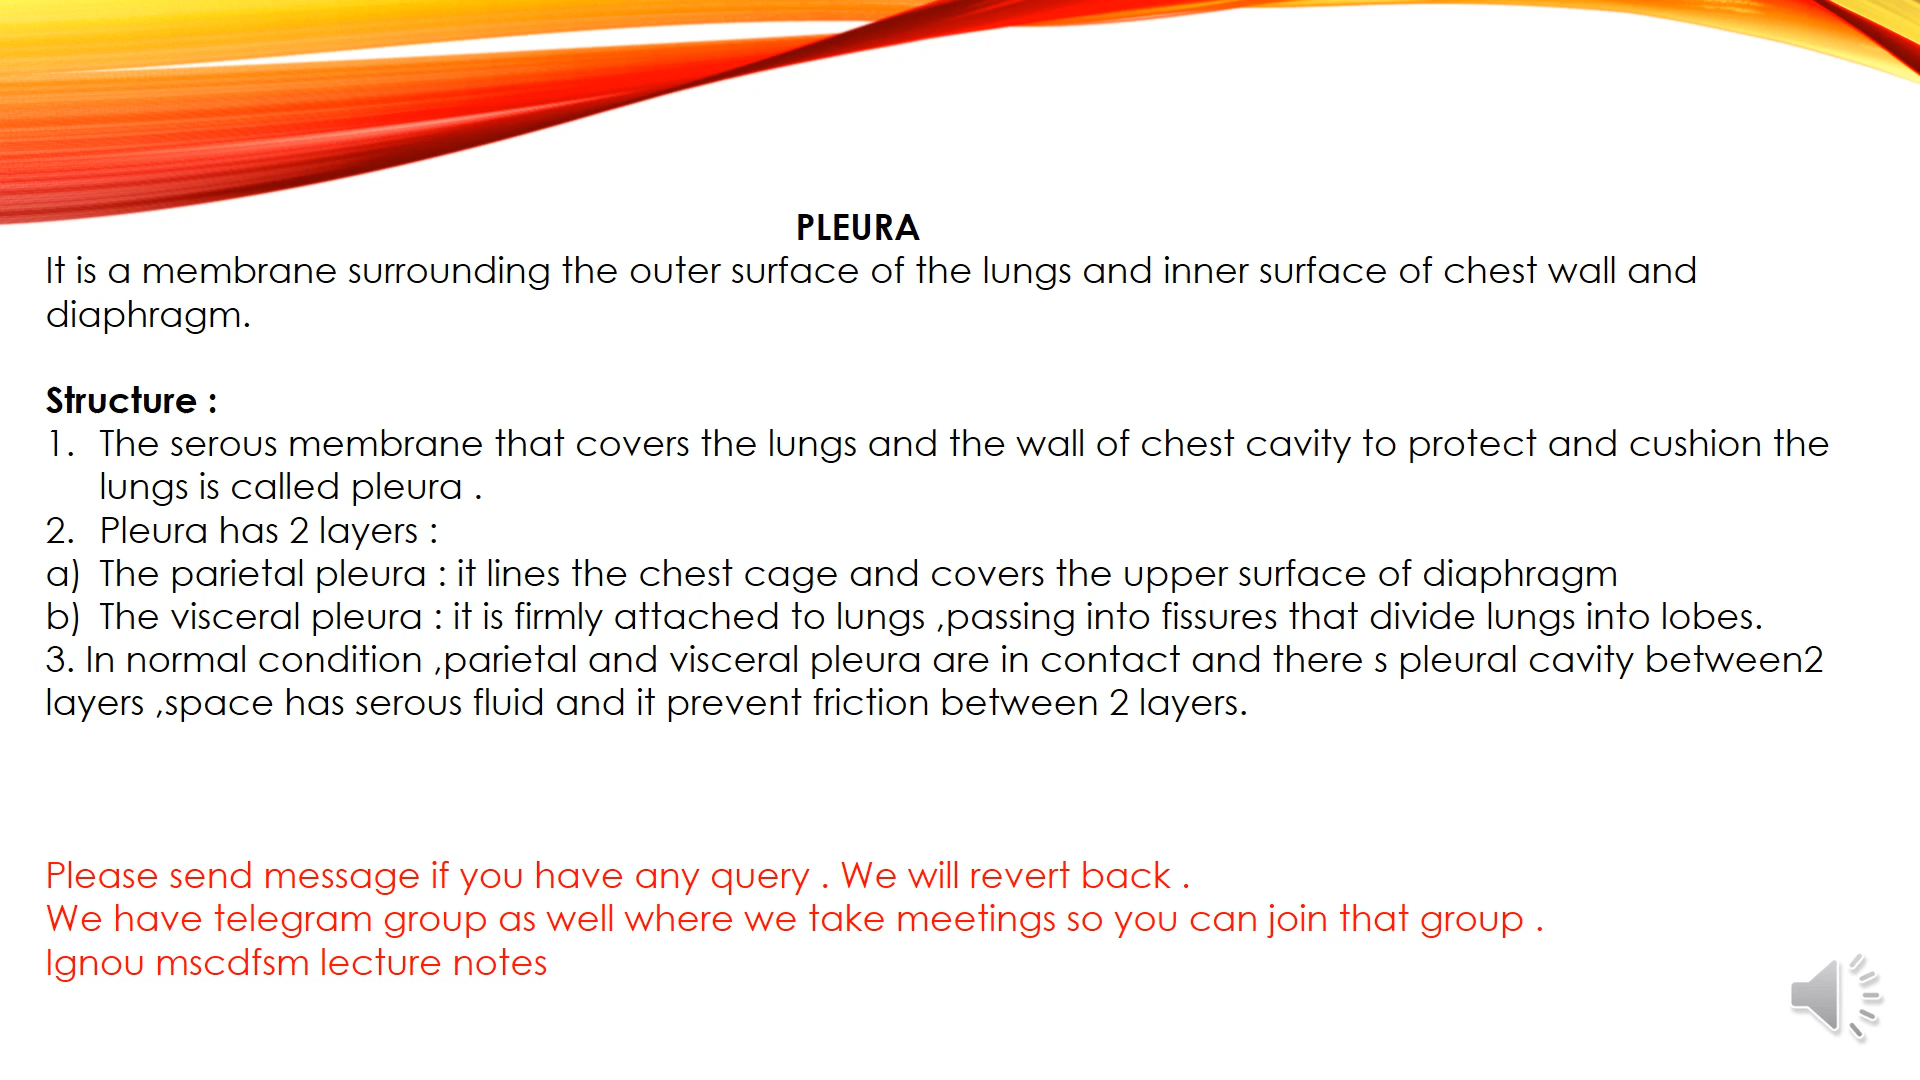 PLEURA
It is a membrane surrounding the outer surface of the lungs and inner surface of chest wall and
diaphragm.
Structure :
1. The serous membrane that covers the lungs and the wall of chest cavity to protect and cushion the
lungs is called pleura .
2. Pleura has 2 layers :
a) The parietal pleura : it lines the chest cage and covers the upper surface of diaphragm
b) The visceral pleura : it is firmly attached to lungs ,passing into fissures that divide lungs into lobes.
3. In normal condition ,parietal and visceral pleura are in contact and there s pleural cavity between2
layers ,space has serous fluid and it prevent friction between 2 layers.
Please send message if you have any query . We will revert back .
We have telegram group as well where we take meetings so you can join that group .
Ignou mscdfsm lecture notes